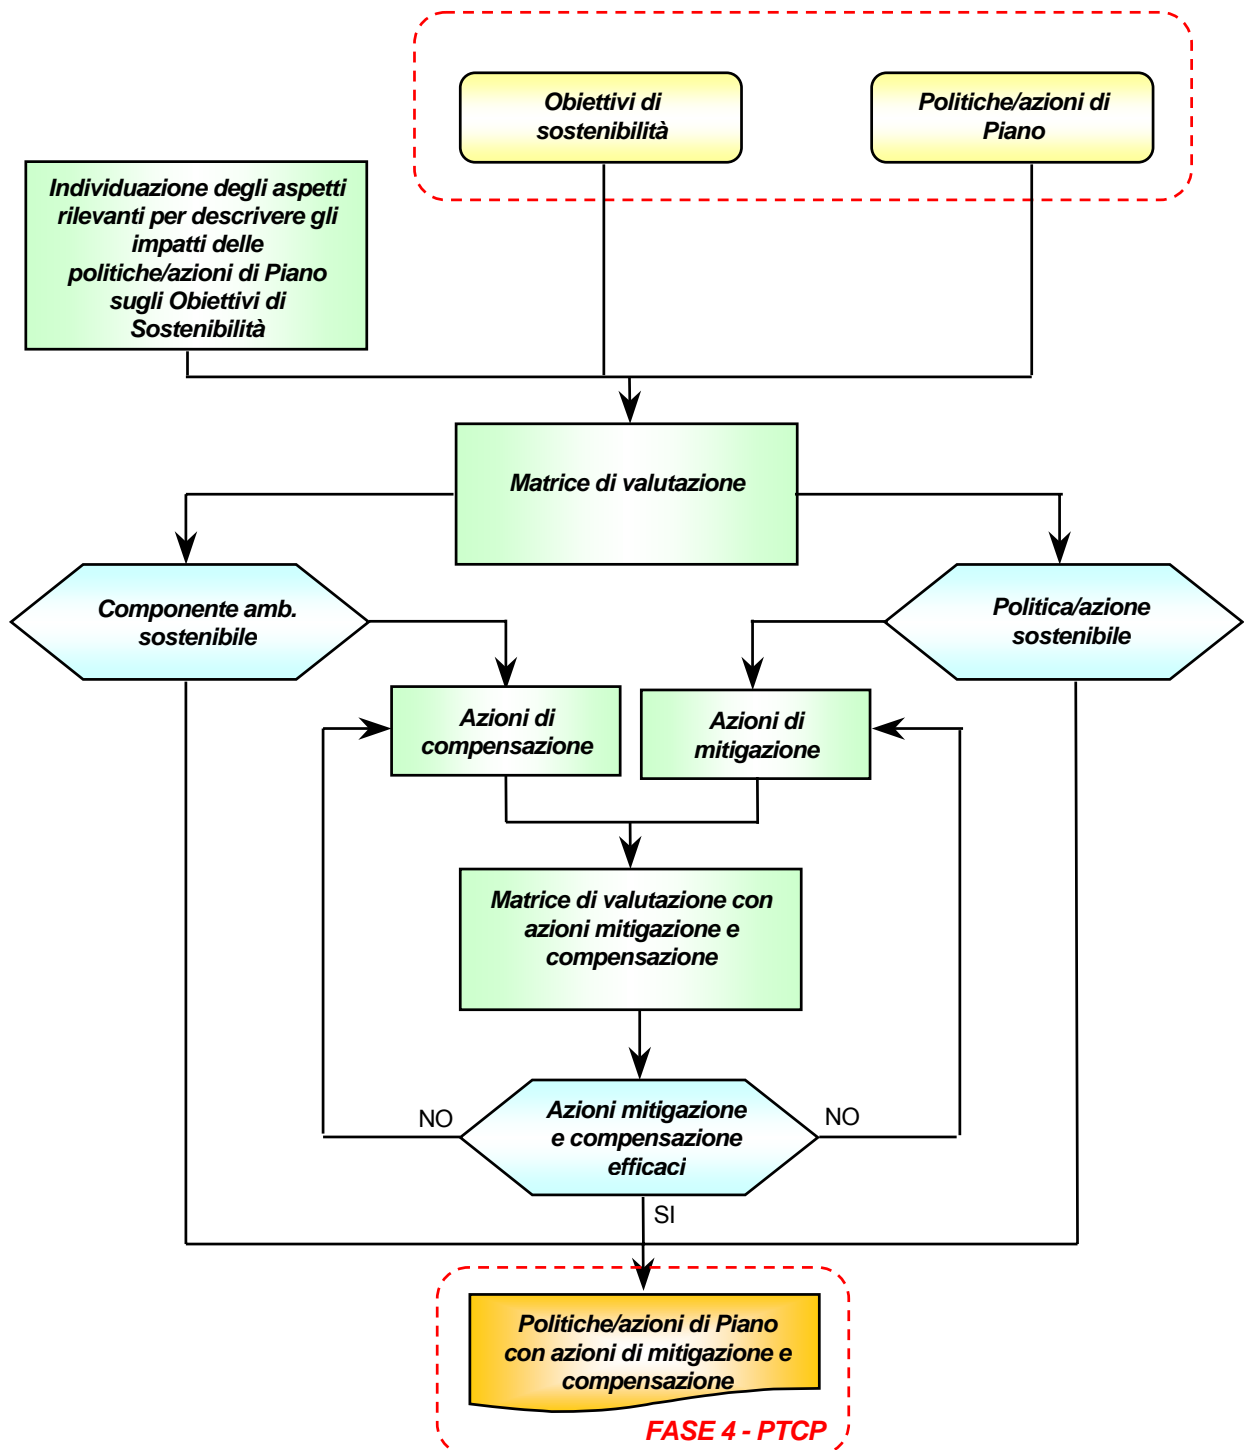 Obiettivi di
sostenibilità
Politiche/azioni di
Piano
Individuazione degli aspetti
rilevanti per descrivere gli
impatti delle
politiche/azioni di Piano
sugli Obiettivi di
Sostenibilità
Matrice di valutazione
Componente amb.
sostenibile
Politica/azione
sostenibile
Azioni di
compensazione
Azioni di
mitigazione
Matrice di valutazione con
azioni mitigazione e
compensazione
NO
Azioni mitigazione
e compensazione
efficaci
NO
SI
Politiche/azioni di Piano
con azioni di mitigazione e
compensazione
FASE 4 - PTCP